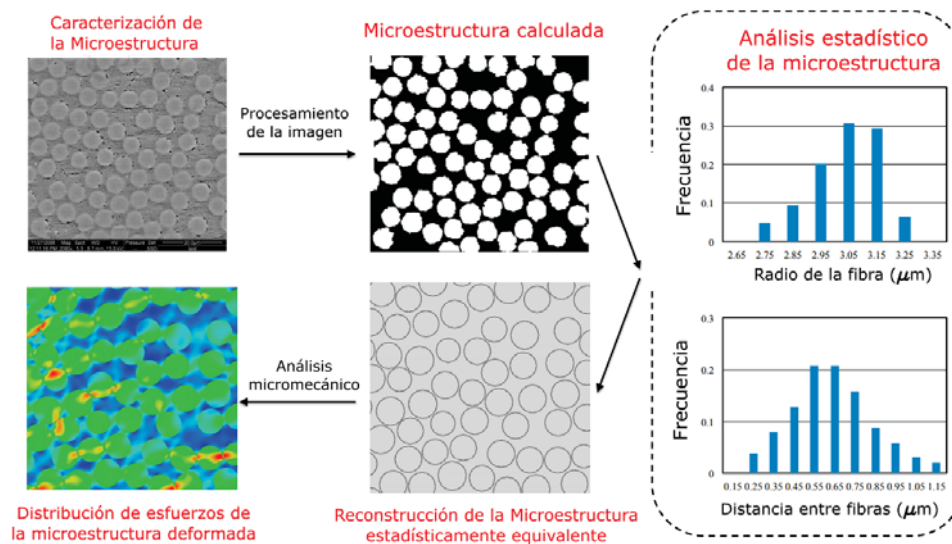 Caracterización de
la Microestructura
Procesamiento
de la imagen
Microestructura calculada
Análisis estadístico
de la microestructura
Frecuencia
0.4
0.3
0.2
0.1
0
2.65 2.75 2.85 2.95 3.05 3.15 3.25 3.35
Radio de la fibra (μm)
Frecuencia
0.3
0.2
0.1
0
0.15 0.25 0.35 0.45 0.55 0.65 0.75 0.85 0.95 1.05 1.15
Distancia entre fibras (μm)
Análisis
micromecánico
Distribución de esfuerzos de
la microestructura deformada
Reconstrucción de la Microestructura
estadísticamente equivalente